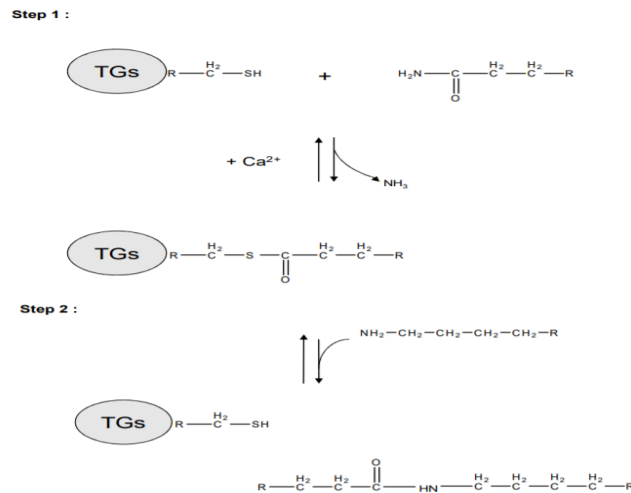 Step 1 :
H₂ H₂ H₂
TGs R—C—SH + H₂N—C—C—C—R
O
+ Ca²⁺
NH₃
H₂ H₂ H₂
TGs R—C—S—C—C—C—R
O
Step 2 :
NH₂—CH₂—CH₂—CH₂—CH₂—R
H₂
TGs R—C—SH
O
H₂ H₂ H₂ H₂ H₂ H₂
R—C—C—C—HN—C—C—C—C—R